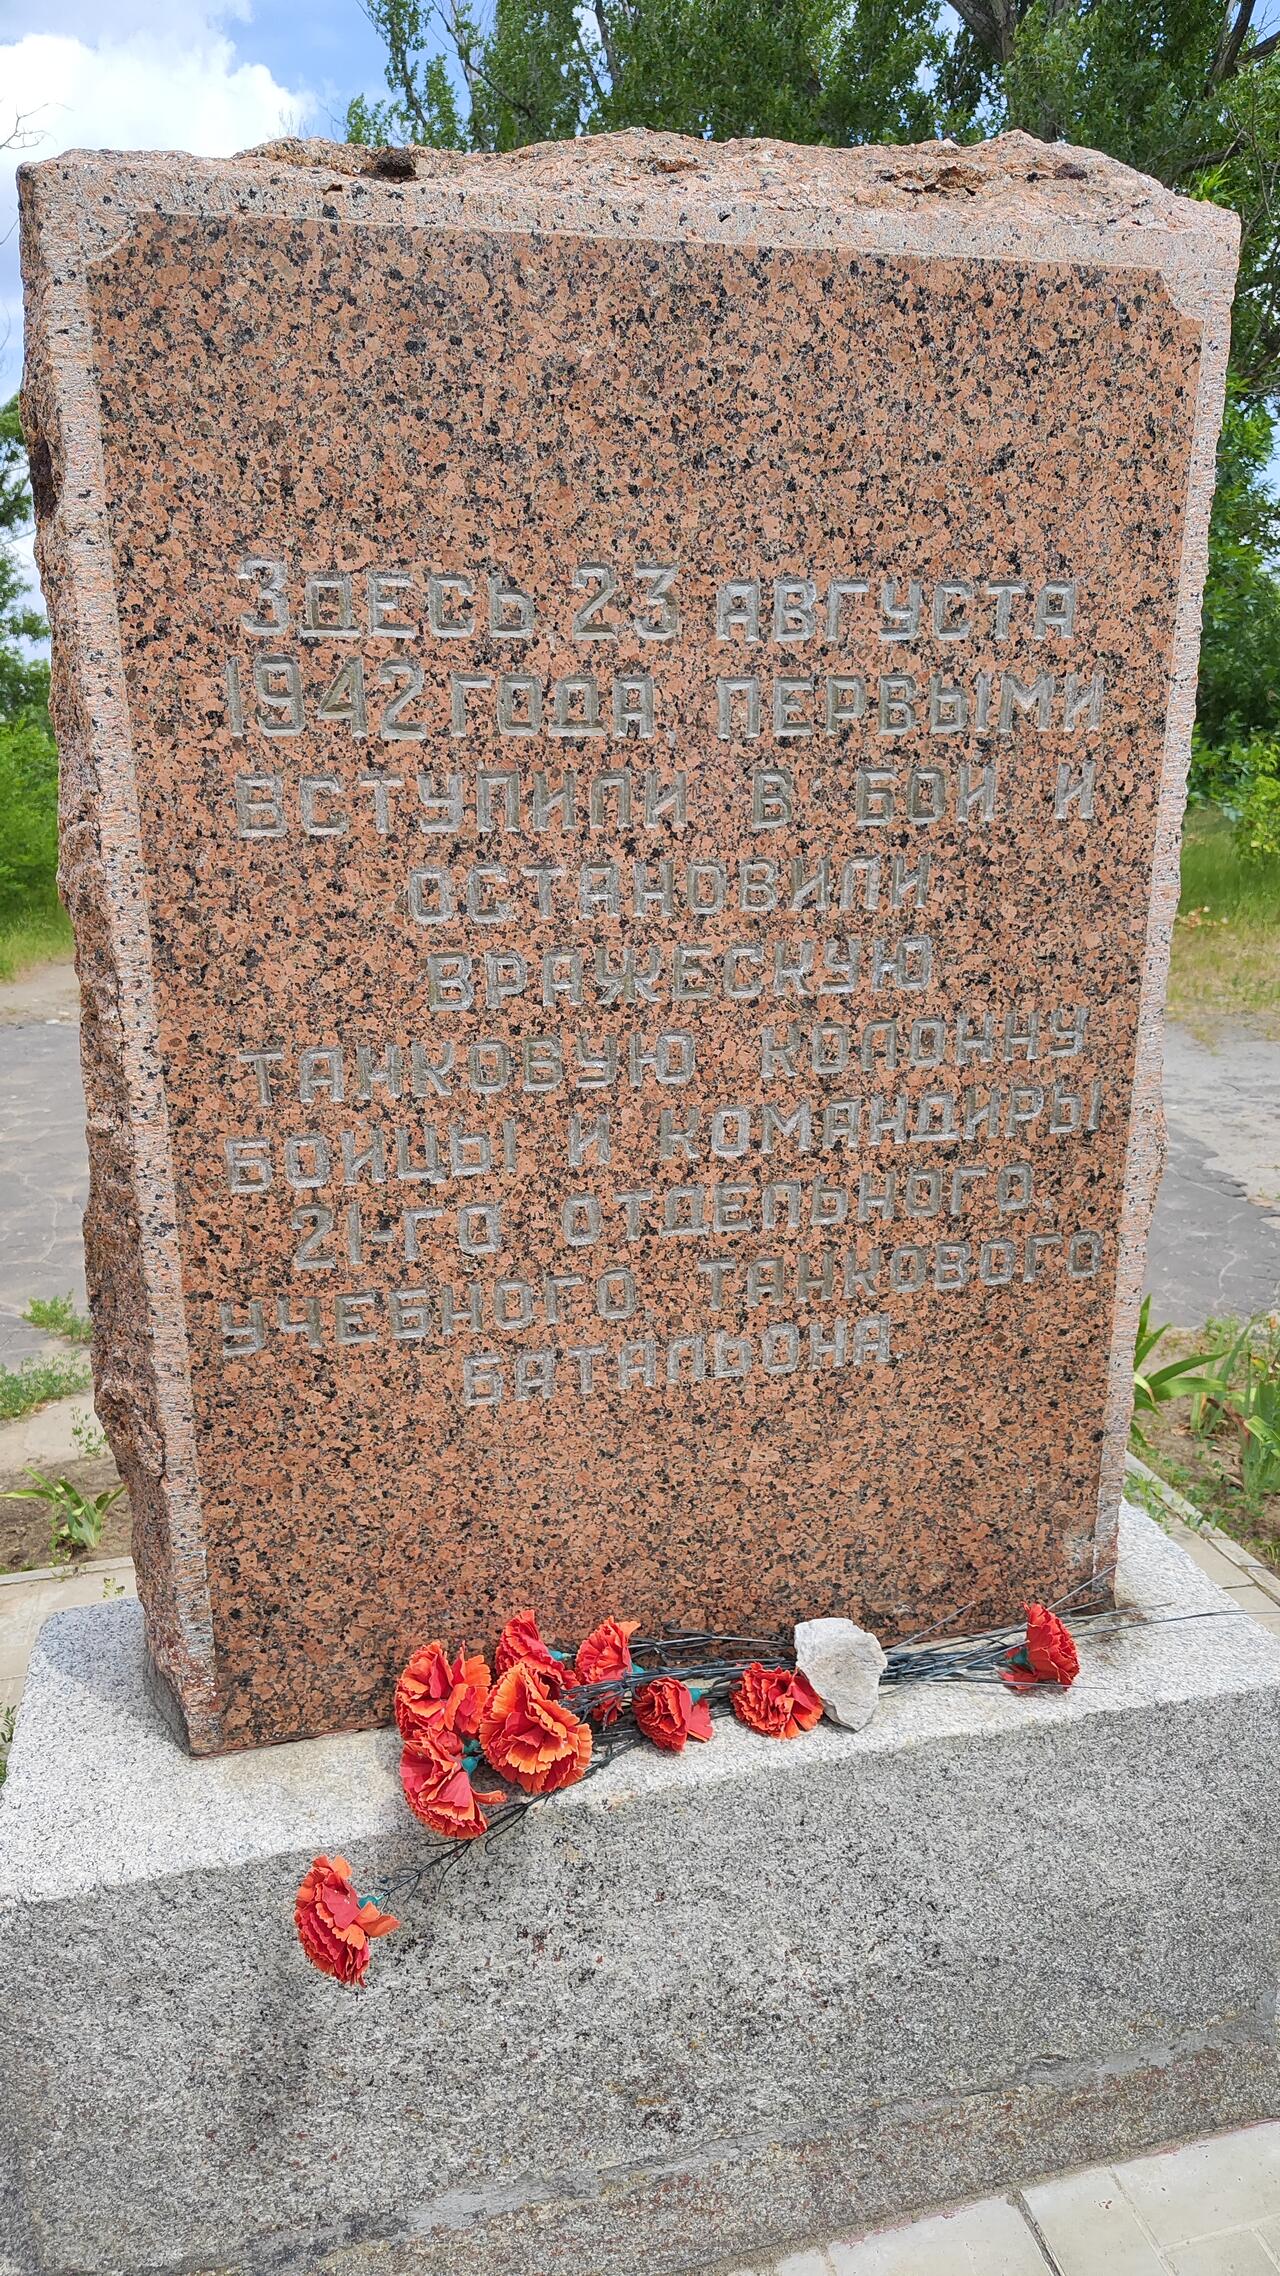 Здесь 23 августа
1942 года, первыми
вступили в бой и
остановили
вражескую
танковую колонну
бойцы и командиры
21-го отдельного
учебного танкового
батальона.